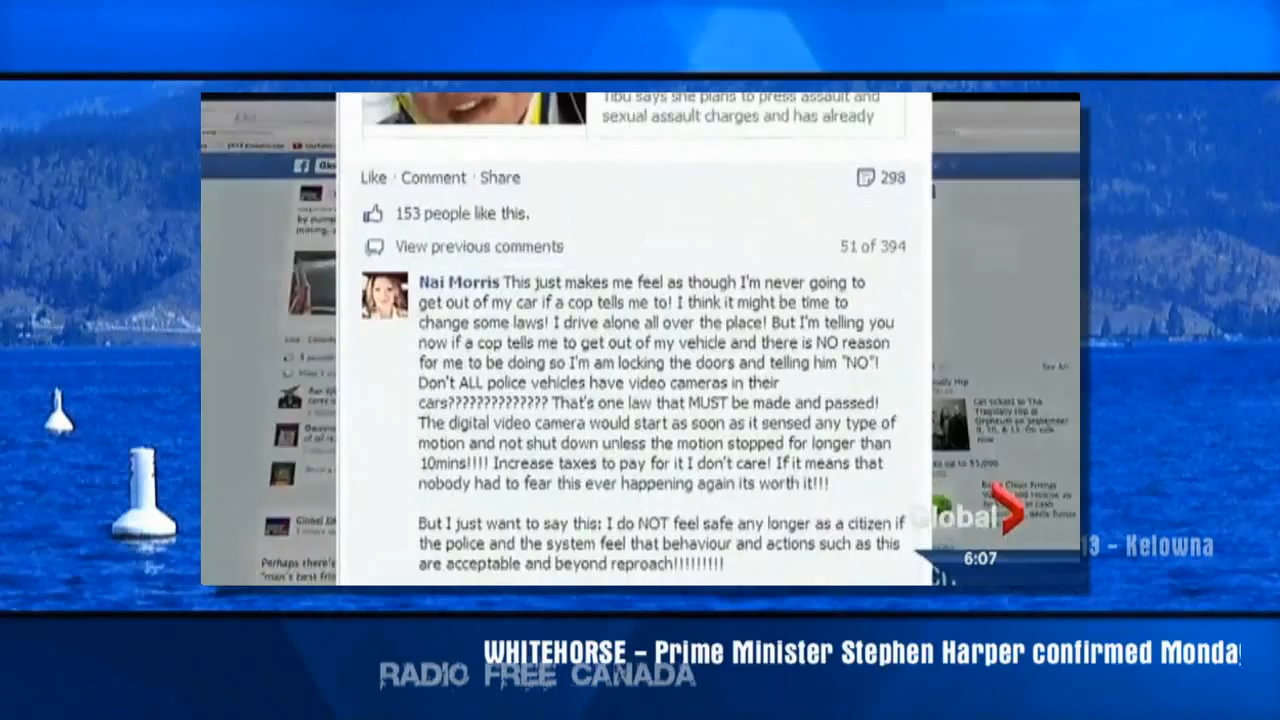 Tibu says she plans to press assault and
sexual assault charges and has already
Like · Comment · Share
298
153 people like this.
View previous comments
51 of 394
Nai Morris This just makes me feel as though I'm never going to
get out of my car if a cop tells me to! I think it might be time to
change some laws! I drive alone all over the place! But I'm telling you
now if a cop tells me to get out of my vehicle and there is NO reason
for me to be doing so I'm am locking the doors and telling him "NO"!
Don't ALL police vehicles have video cameras in their
cars?????????????? That's one law that MUST be made and passed!
The digital video camera would start as soon as it sensed any type of
motion and not shut down unless the motion stopped for longer than
10mins!!!! Increase taxes to pay for it I don't care! If it means that
nobody had to fear this ever happening again its worth it!!!
But I just want to say this: I do NOT feel safe any longer as a citizen if
the police and the system feel that behaviour and actions such as this
are acceptable and beyond reproach!!!!!!!!!
Perhaps there's
"man's best frie
See All
Global
6:07
13 - Kelowna
WHITEHORSE - Prime Minister Stephen Harper confirmed Monday
RADIO FREE CANADA